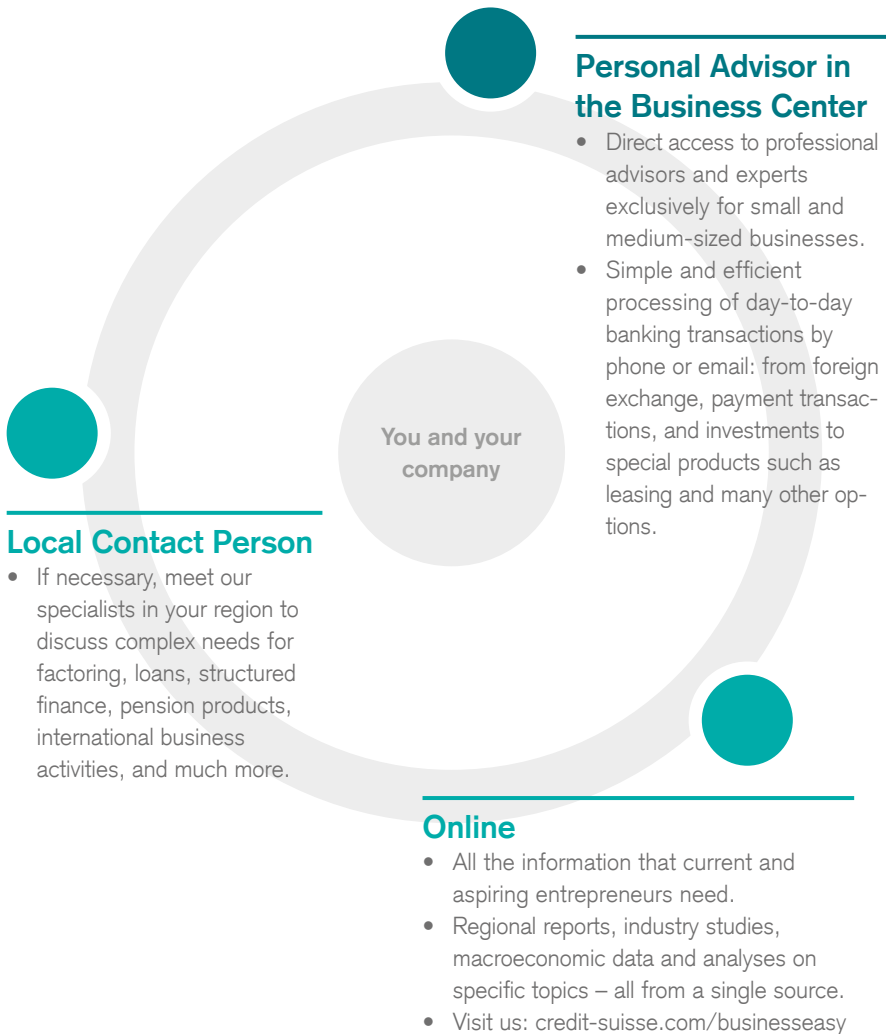 Personal Advisor in
the Business Center
• Direct access to professional
advisors and experts
exclusively for small and
medium-sized businesses.
• Simple and efficient
processing of day-to-day
banking transactions by
phone or email: from foreign
exchange, payment transac-
tions, and investments to
special products such as
leasing and many other op-
tions.
You and your
company
Local Contact Person
• If necessary, meet our
specialists in your region to
discuss complex needs for
factoring, loans, structured
finance, pension products,
international business
activities, and much more.
Online
• All the information that current and
aspiring entrepreneurs need.
• Regional reports, industry studies,
macroeconomic data and analyses on
specific topics – all from a single source.
• Visit us: credit-suisse.com/businesseasy